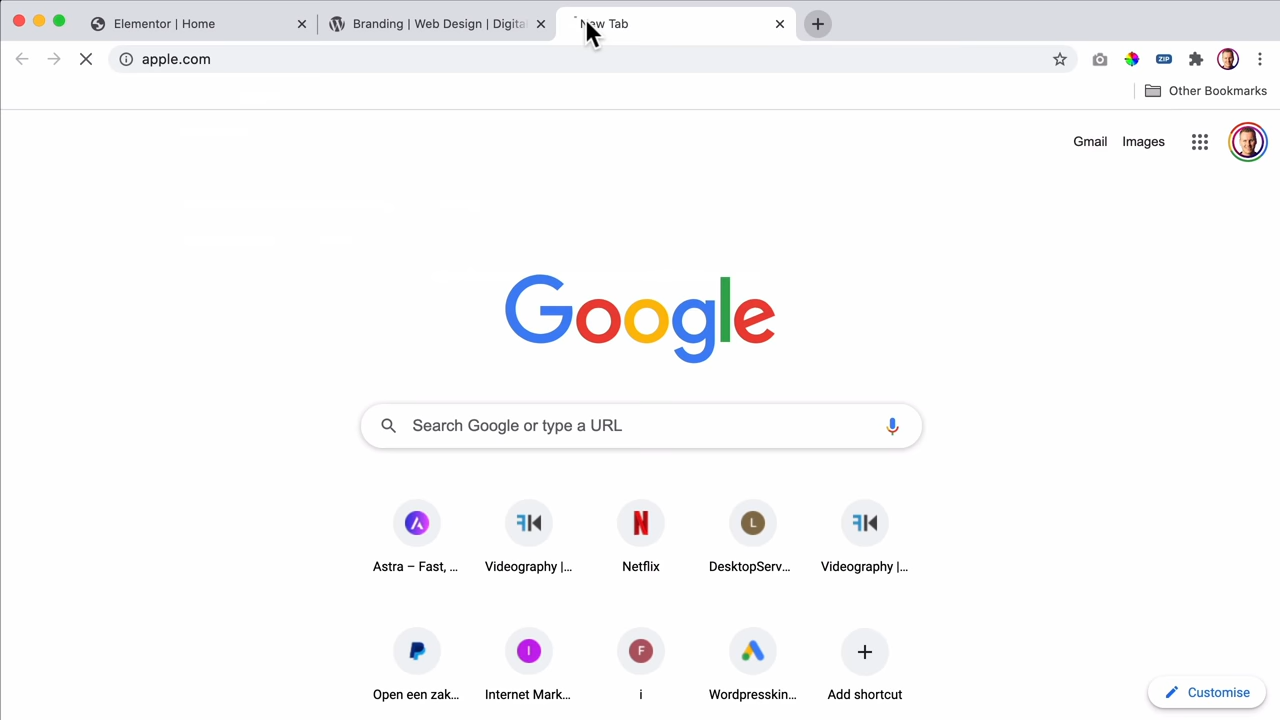 Elementor | Home
Branding | Web Design | Digita
New Tab
apple.com
ZIP
Other Bookmarks
Gmail
Images
Google
Search Google or type a URL
L
Astra – Fast, ...
Videography |...
Netflix
DesktopServ...
Videography |...
I
F
Open een zak...
Internet Mark...
i
Wordpresskin...
Add shortcut
Customise